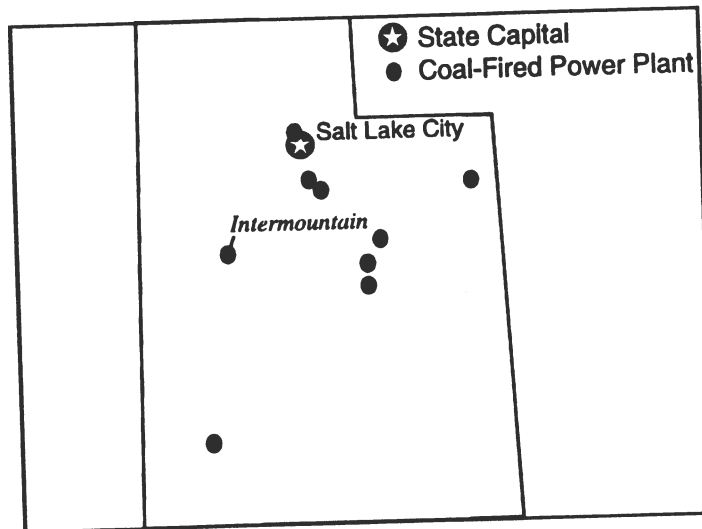 State Capital
Coal-Fired Power Plant
Salt Lake City
Intermountain